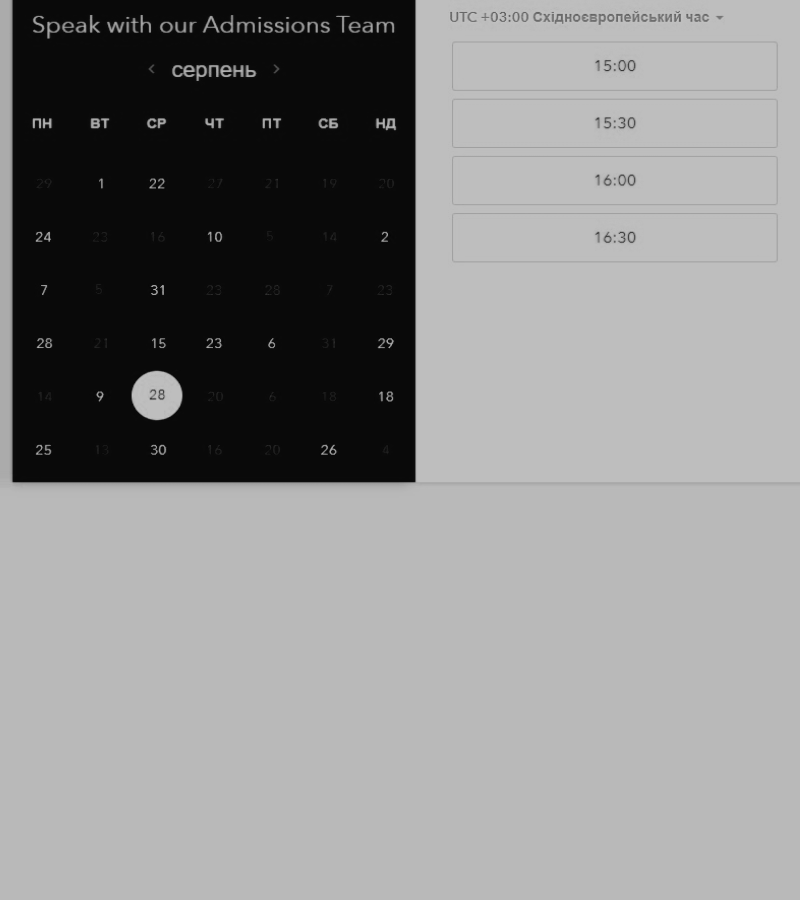 Speak with our Admissions Team
< серпень >
ПН ВТ СР ЧТ ПТ СБ НД
29 1 22 27 21 19 20
24 23 16 10 5 14 2
7 5 31 23 28 7 23
28 21 15 23 6 31 29
14 9 28 20 6 18 18
25 13 30 16 20 26 4
UTC +03:00 Східноєвропейський час
15:00
15:30
16:00
16:30